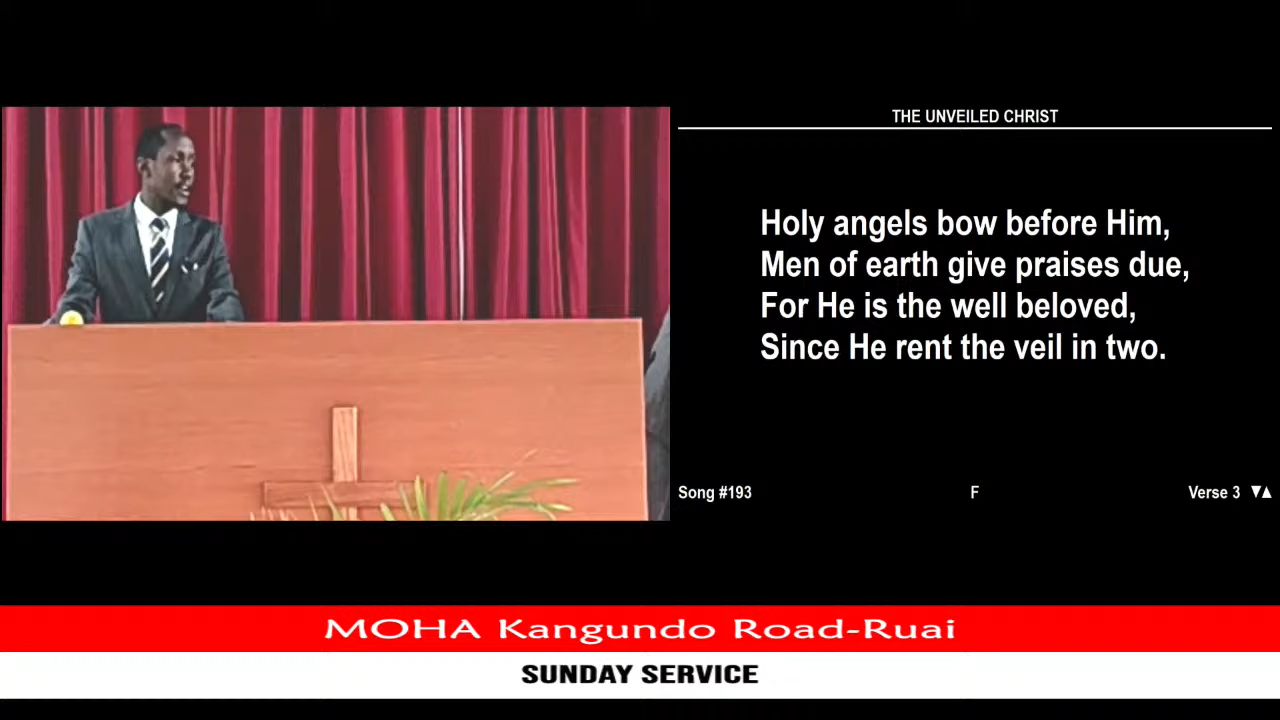 THE UNVEILED CHRIST
Holy angels bow before Him,
Men of earth give praises due,
For He is the well beloved,
Since He rent the veil in two.
Song #193
F
Verse 3 ▼▲
MOHA Kangundo Road-Ruai
SUNDAY SERVICE